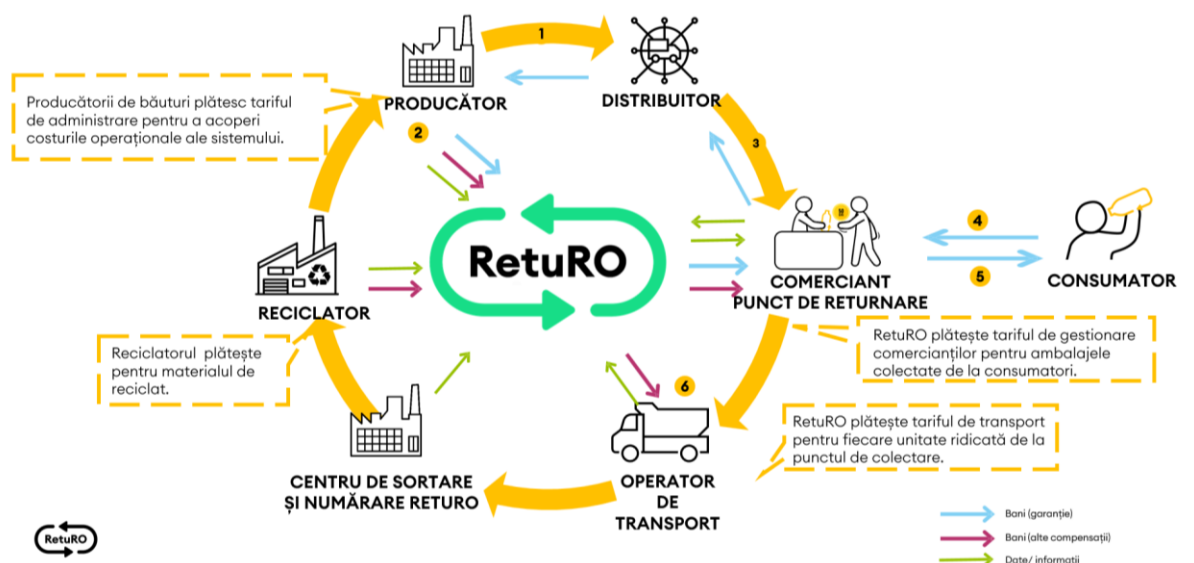 1
PRODUCĂTOR
DISTRIBUITOR
Producătorii de băuturi plătesc tariful
de administrare pentru a acoperi
costurile operaționale ale sistemului.
2
3
RetuRO
4
5
COMERCIANT
PUNCT DE RETURNARE
CONSUMATOR
RECICLATOR
RetuRO plătește tariful de gestionare
comercianților pentru ambalajele
colectate de la consumatori.
Reciclatorul plătește
pentru materialul de
reciclat.
6
RetuRO plătește tariful de transport
pentru fiecare unitate ridicată de la
punctul de colectare.
CENTRU DE SORTARE
ȘI NUMĂRARE RETURO
OPERATOR
DE
TRANSPORT
Bani (garanție)
Bani (alte compensații)
Date/ informații
RetuRO